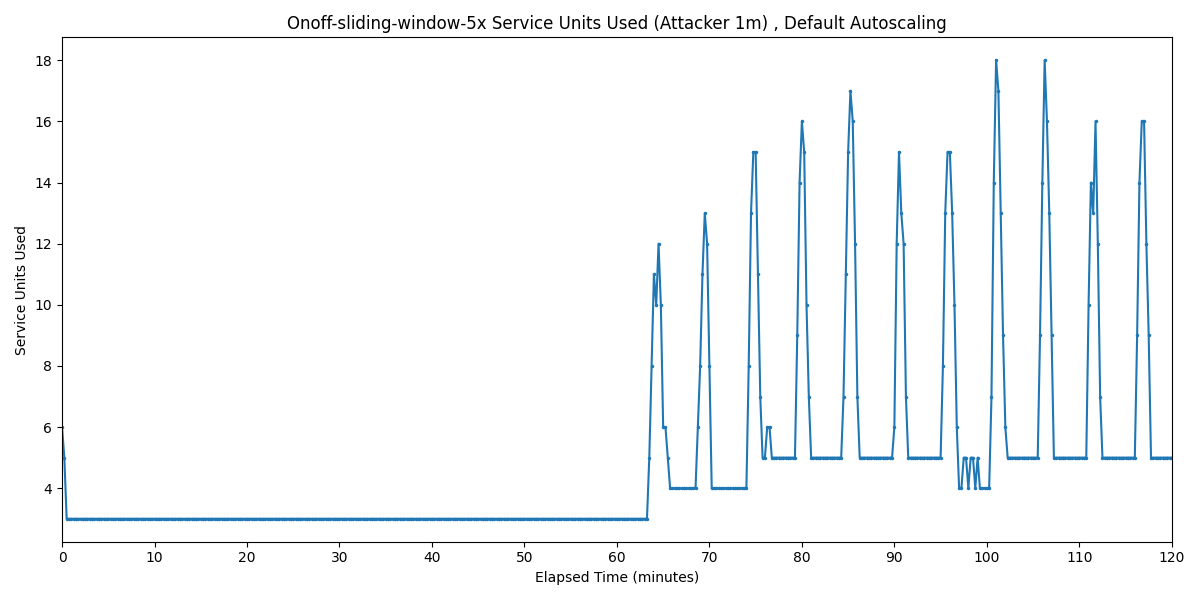 Onoff-sliding-window-5x Service Units Used (Attacker 1m) , Default Autoscaling
Service Units Used
18
16
14
12
10
8
6
4
0 10 20 30 40 50 60 70 80 90 100 110 120
Elapsed Time (minutes)